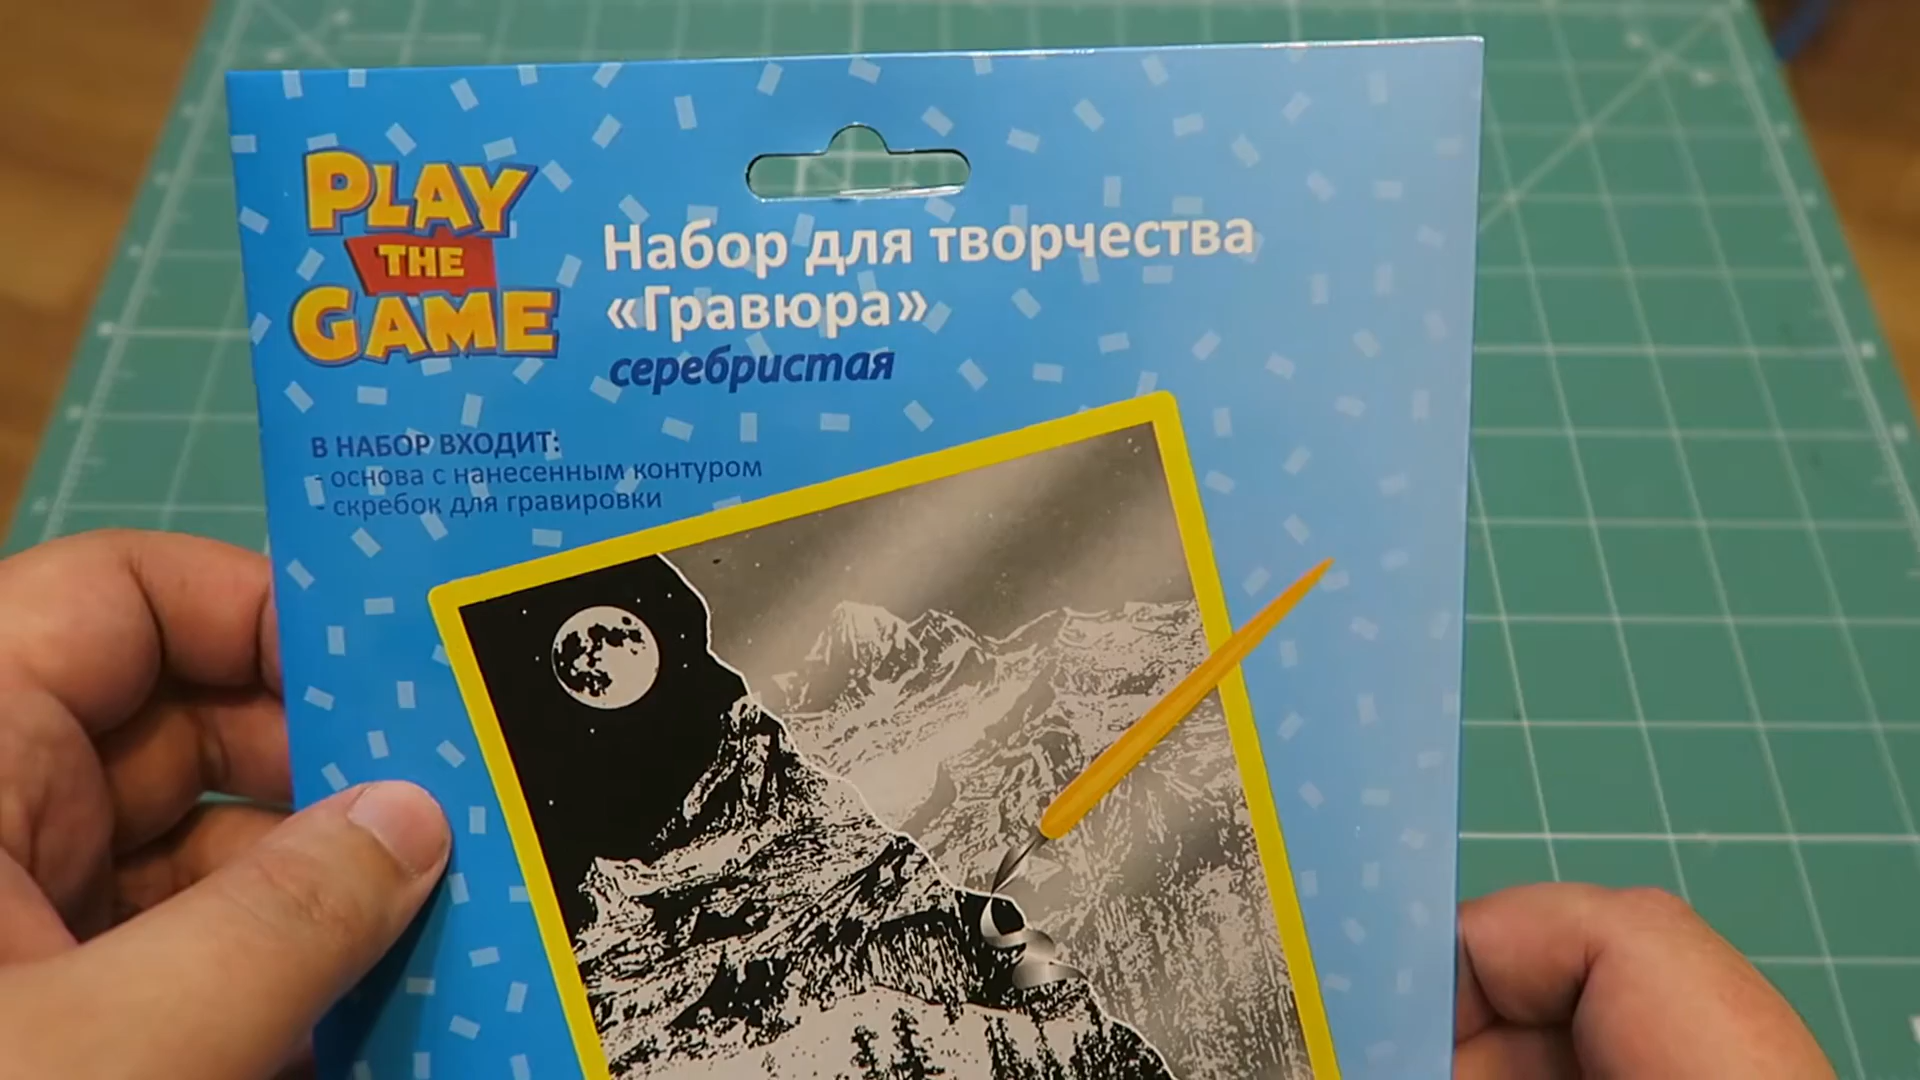 PLAY
THE
GAME
Набор для творчества
«Гравюра»
серебристая
В НАБОР ВХОДИТ:
- основа с нанесенным контуром
- скребок для гравировки